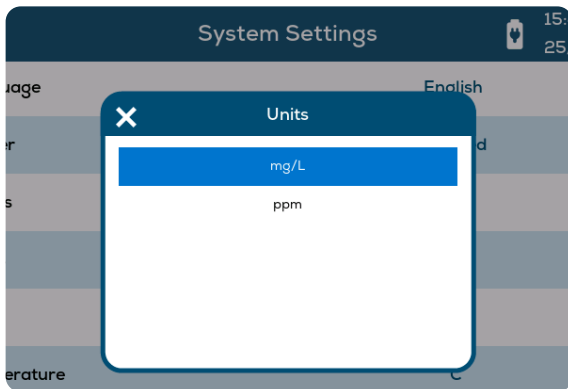 System Settings
15:
25,
uage
English
Units
er
d
mg/L
s
ppm
erature
C